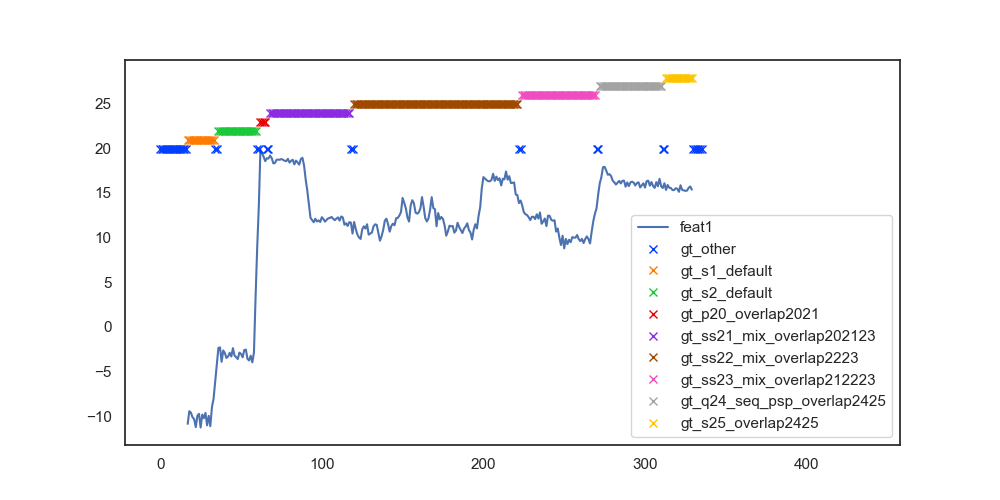 25
20
15
10
5
0
−5
−10
0
100
200
300
400
feat1
gt_other
gt_s1_default
gt_s2_default
gt_p20_overlap2021
gt_ss21_mix_overlap202123
gt_ss22_mix_overlap2223
gt_ss23_mix_overlap212223
gt_q24_seq_psp_overlap2425
gt_s25_overlap2425